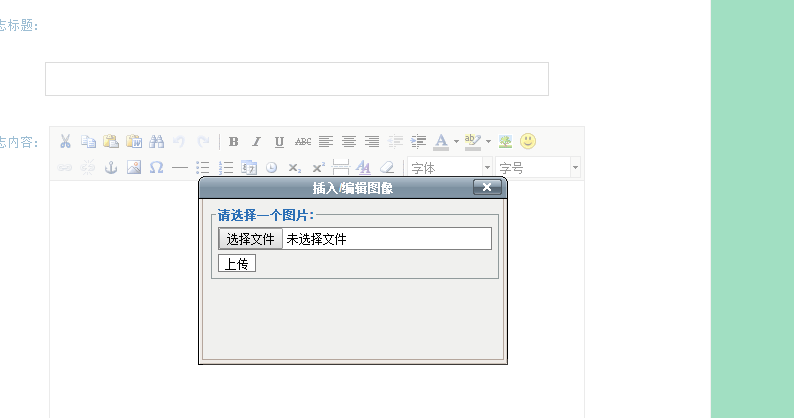 志标题：
志内容：
B I U ABC
字体 字号
插入/编辑图像
请选择一个图片:
选择文件 未选择文件
上传